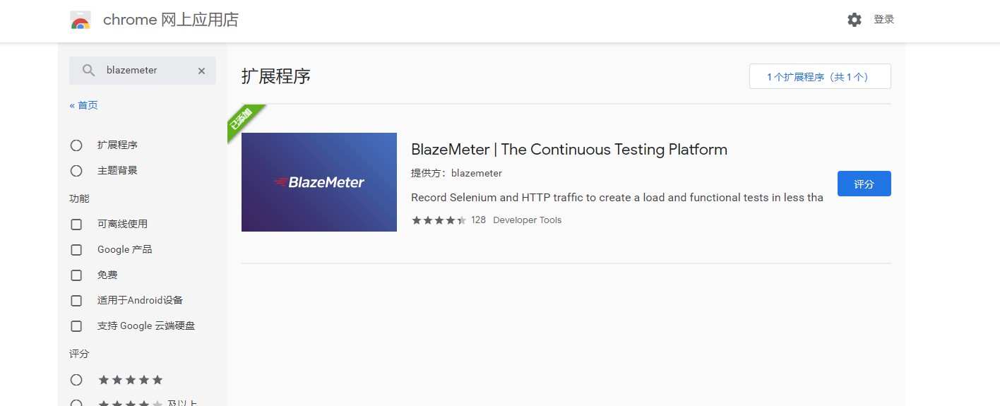 chrome 网上应用店
登录
blazemeter
« 首页
扩展程序
主题背景
功能
可离线使用
Google 产品
免费
适用于Android设备
支持 Google 云端硬盘
评分
及以上
扩展程序
1 个扩展程序（共 1 个）
已添加
BlazeMeter
BlazeMeter | The Continuous Testing Platform
提供方：blazemeter
Record Selenium and HTTP traffic to create a load and functional tests in less tha
128 Developer Tools
评分